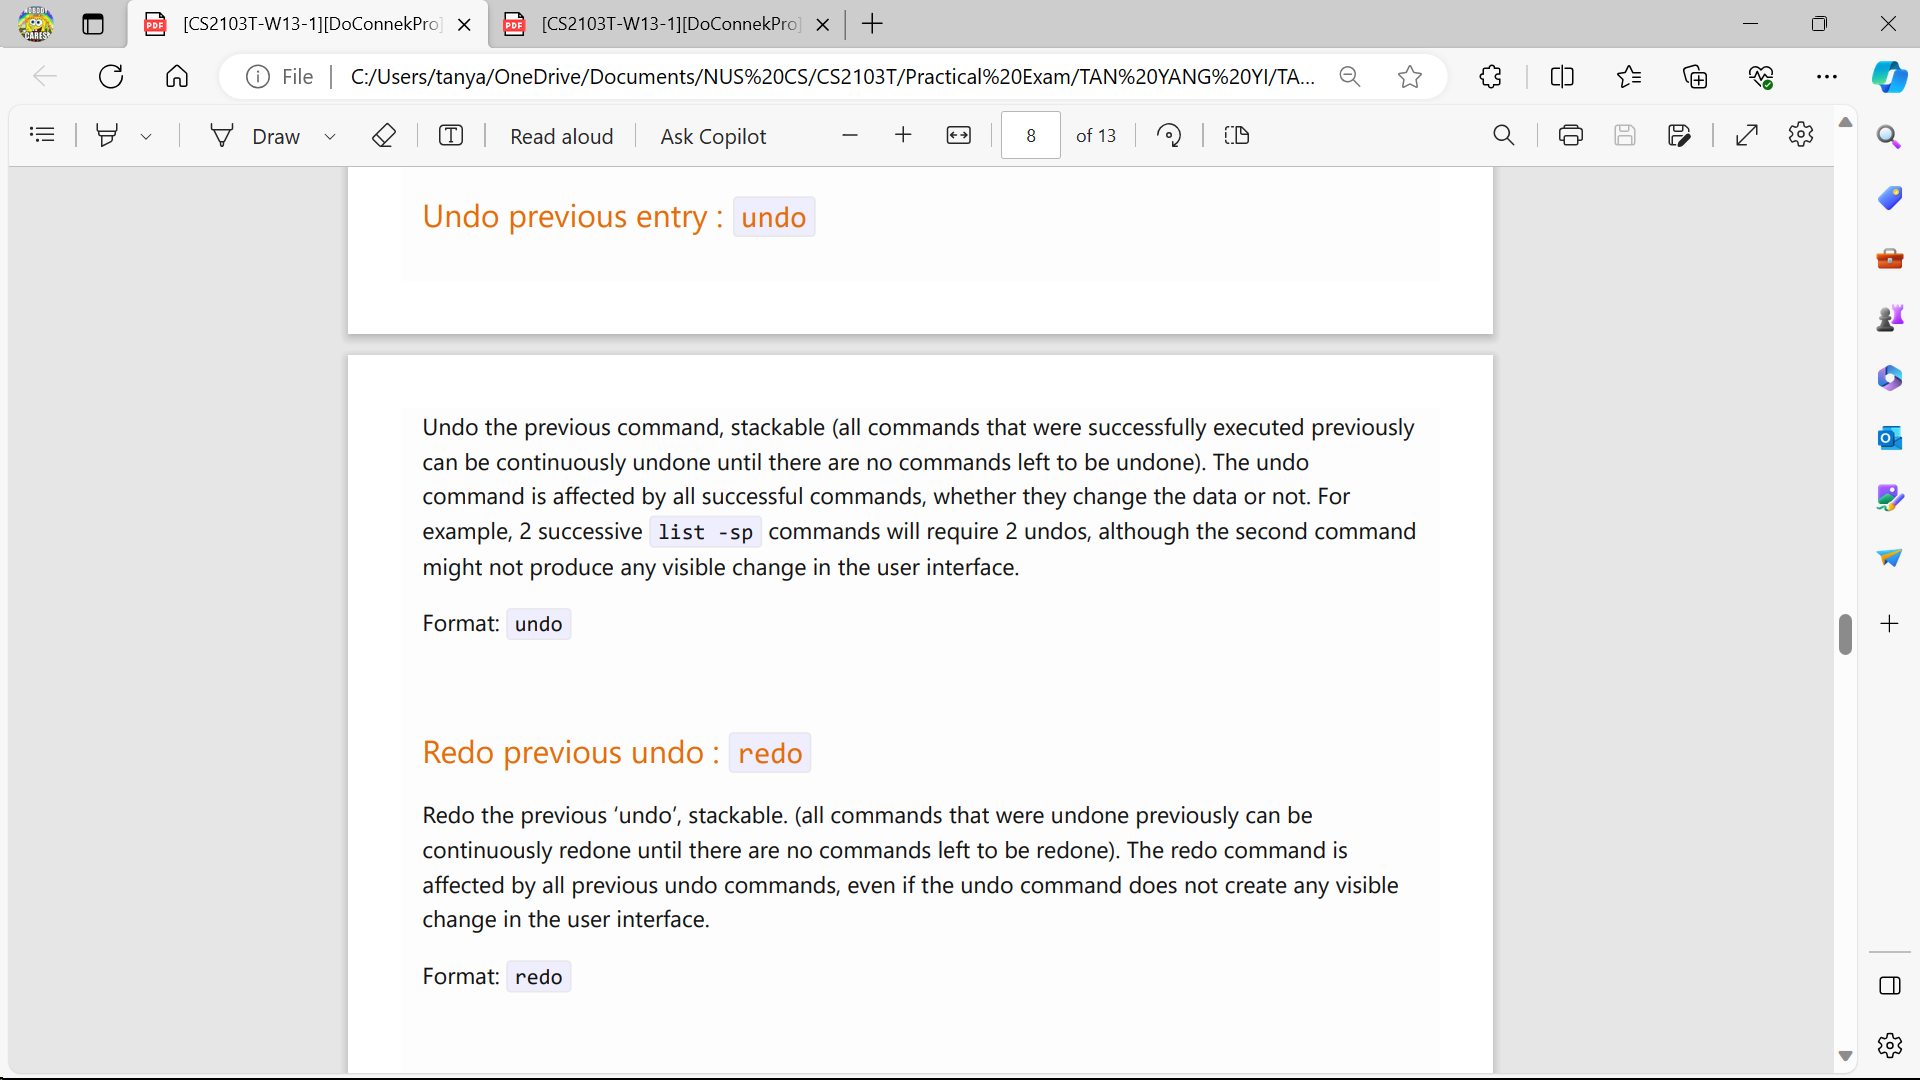 [CS2103T-W13-1][DoConnekPro]
[CS2103T-W13-1][DoConnekPro]
File
C:/Users/tanya/OneDrive/Documents/NUS%20CS/CS2103T/Practical%20Exam/TAN%20YANG%20YI/TA...
Draw
Read aloud
Ask Copilot
8
of 13
Undo previous entry : undo
Undo the previous command, stackable (all commands that were successfully executed previously
can be continuously undone until there are no commands left to be undone). The undo
command is affected by all successful commands, whether they change the data or not. For
example, 2 successive list -sp commands will require 2 undos, although the second command
might not produce any visible change in the user interface.
Format: undo
Redo previous undo : redo
Redo the previous ‘undo’, stackable. (all commands that were undone previously can be
continuously redone until there are no commands left to be redone). The redo command is
affected by all previous undo commands, even if the undo command does not create any visible
change in the user interface.
Format: redo